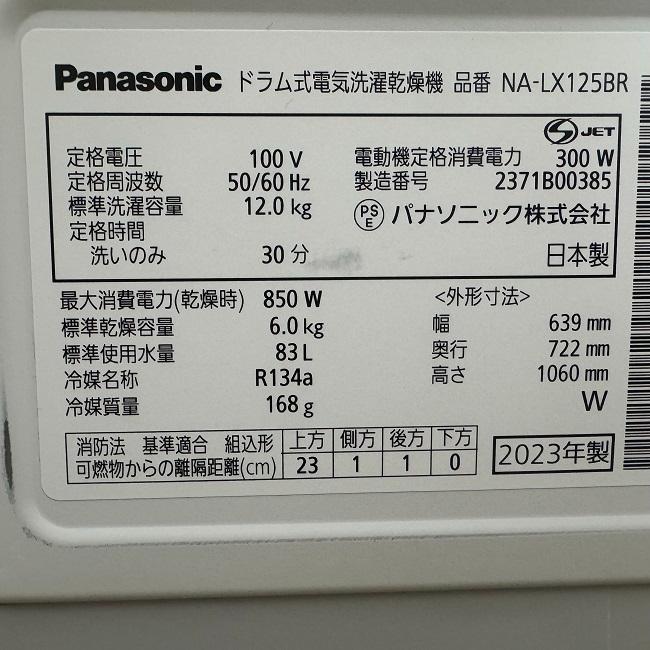 Panasonic ドラム式電気洗濯乾燥機 品番 NA-LX125BR
S JET
定格電圧 100 V 電動機定格消費電力 300 W
定格周波数 50/60 Hz 製造番号 2371B00385
標準洗濯容量 12.0 kg PSE パナソニック株式会社
定格時間
洗いのみ 30 分 日本製
最大消費電力(乾燥時) 850 W <外形寸法>
標準乾燥容量 6.0 kg 幅 639 mm
標準使用水量 83 L 奥行 722 mm
冷媒名称 R134a 高さ 1060 mm
冷媒質量 168 g W
消防法 基準適合 組込形 上方 側方 後方 下方
可燃物からの離隔距離(cm) 23 1 1 0 2023年製